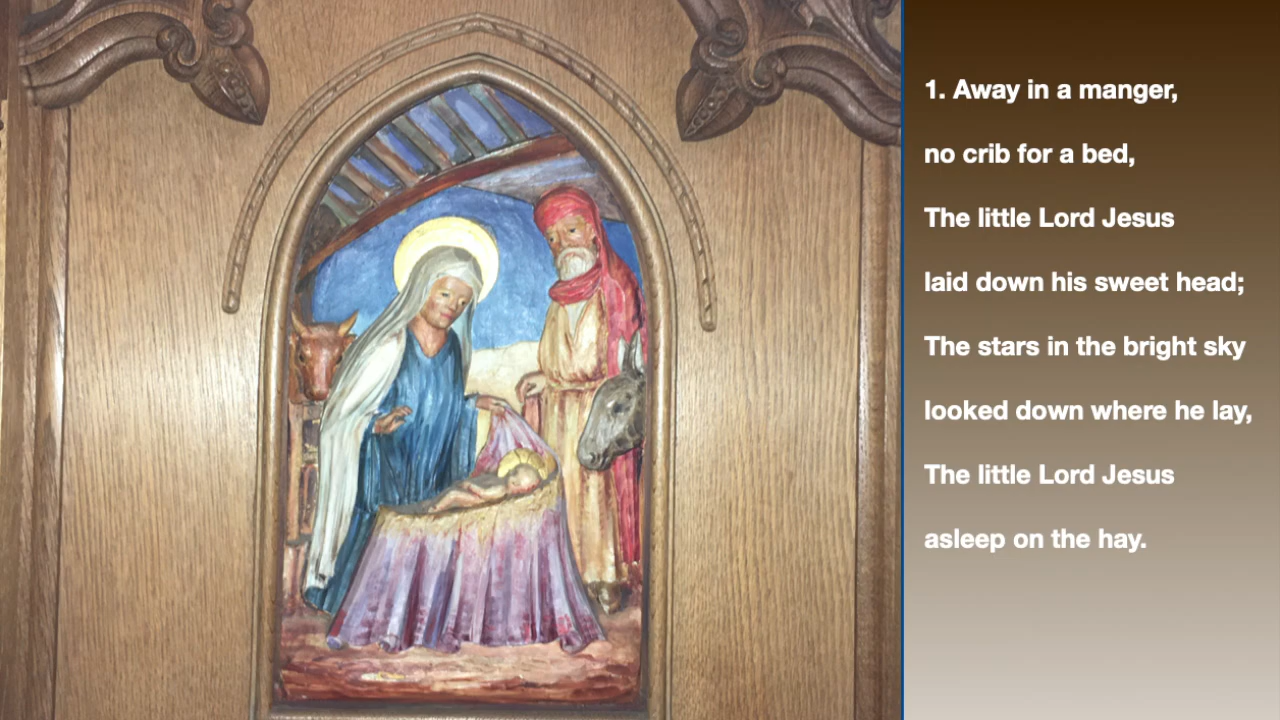 1. Away in a manger,
no crib for a bed,
The little Lord Jesus
laid down his sweet head;
The stars in the bright sky
looked down where he lay,
The little Lord Jesus
asleep on the hay.